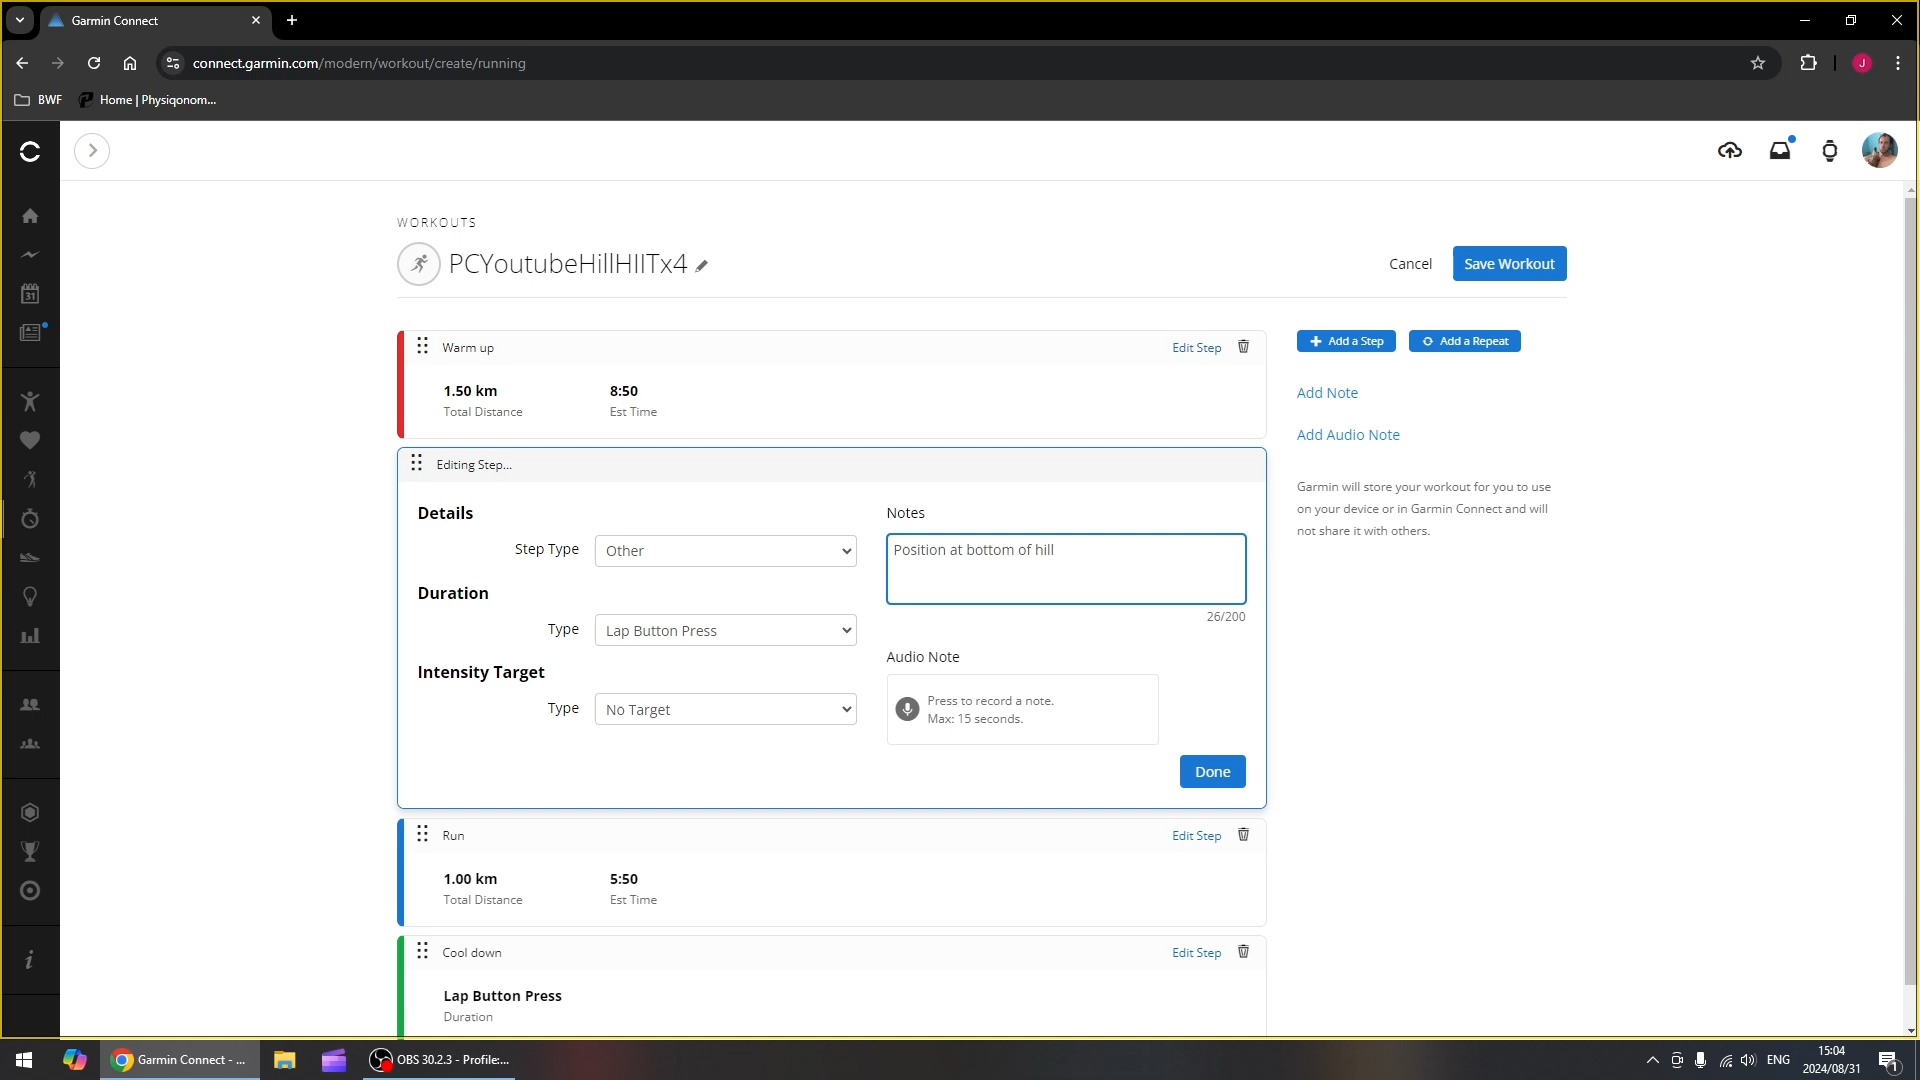 Garmin Connect
connect.garmin.com/modern/workout/create/running
J
BWF
Home | Physiqonom...
31
WORKOUTS
PCYoutubeHillHIITx4
Cancel
Save Workout
Warm up
Edit Step
1.50 km
8:50
Total Distance
Est Time
Add a Step
Add a Repeat
Add Note
Add Audio Note
Garmin will store your workout for you to use
on your device or in Garmin Connect and will
not share it with others.
Editing Step...
Details
Step Type
Other
Duration
Type
Lap Button Press
Intensity Target
Type
No Target
Notes
Position at bottom of hill
26/200
Audio Note
Press to record a note.
Max: 15 seconds.
Done
Run
Edit Step
1.00 km
5:50
Total Distance
Est Time
Cool down
Edit Step
Lap Button Press
Duration
i
Garmin Connect - ...
OBS 30.2.3 - Profile:...
ENG
15:04
2024/08/31
1